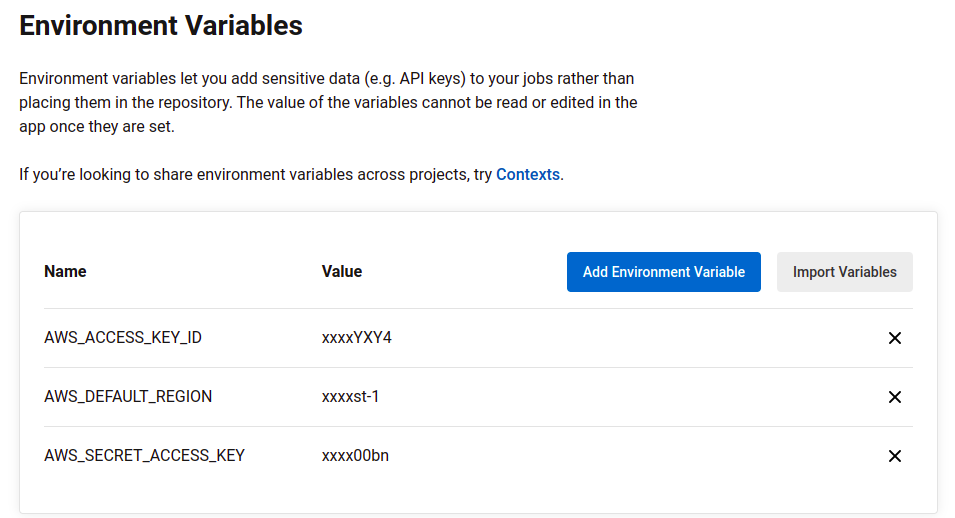 Environment Variables
Environment variables let you add sensitive data (e.g. API keys) to your jobs rather than
placing them in the repository. The value of the variables cannot be read or edited in the
app once they are set.
If you’re looking to share environment variables across projects, try Contexts.
Name Value Add Environment Variable Import Variables
AWS_ACCESS_KEY_ID xxxxYXY4
AWS_DEFAULT_REGION xxxxst-1
AWS_SECRET_ACCESS_KEY xxxx00bn